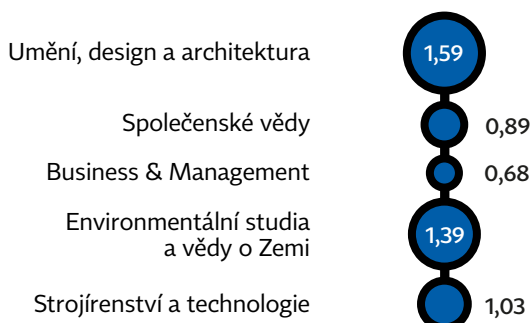 Umění, design a architektura
1,59
Společenské vědy
0,89
Business & Management
0,68
Environmentální studia
a vědy o Zemi
1,39
Strojírenství a technologie
1,03